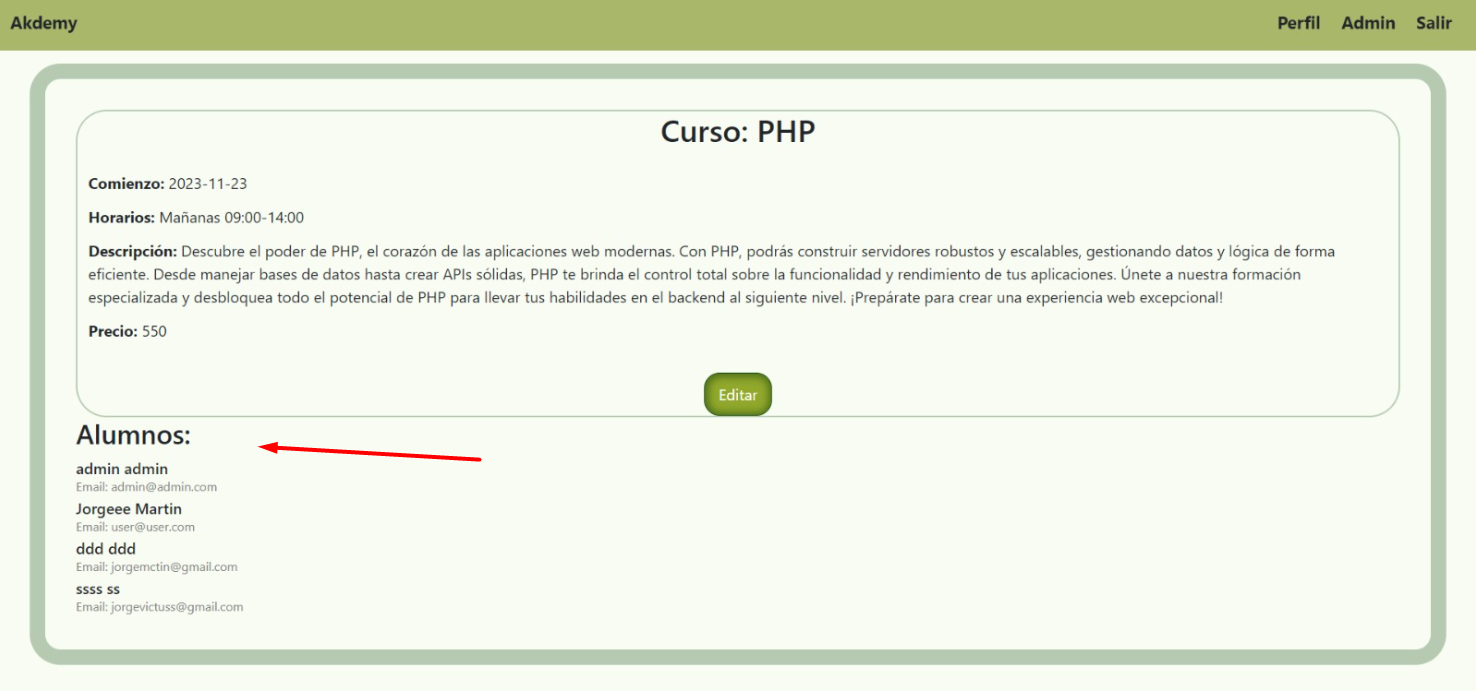 Akdemy
Perfil Admin Salir
Curso: PHP
Comienzo: 2023-11-23
Horarios: Mañanas 09:00-14:00
Descripción: Descubre el poder de PHP, el corazón de las aplicaciones web modernas. Con PHP, podrás construir servidores robustos y escalables, gestionando datos y lógica de forma
eficiente. Desde manejar bases de datos hasta crear APIs sólidas, PHP te brinda el control total sobre la funcionalidad y rendimiento de tus aplicaciones. Únete a nuestra formación
especializada y desbloquea todo el potencial de PHP para llevar tus habilidades en el backend al siguiente nivel. ¡Prepárate para crear una experiencia web excepcional!
Precio: 550
Editar
Alumnos:
admin admin
Email: admin@admin.com
Jorgeee Martin
Email: user@user.com
ddd ddd
Email: jorgemctin@gmail.com
ssss ss
Email: jorgevictuss@gmail.com